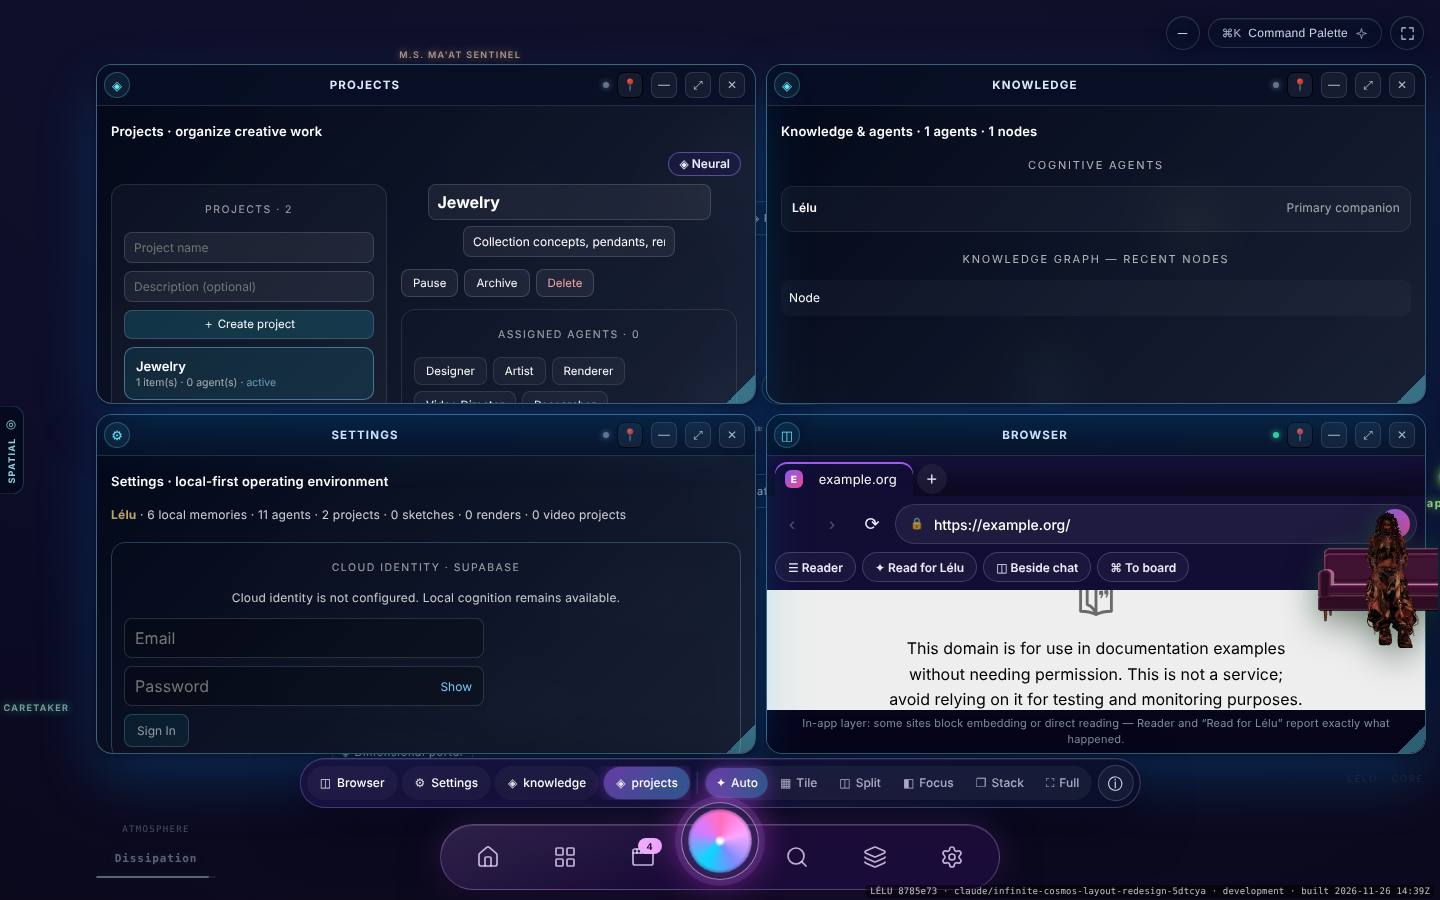 ⌘K Command Palette
M.S. MA'AT SENTINEL
PROJECTS
Projects · organize creative work
Neural
PROJECTS · 2
Project name
Description (optional)
+ Create project
Jewelry
1 item(s) · 0 agent(s) · active
Jewelry
Collection concepts, pendants, rei
Pause Archive Delete
ASSIGNED AGENTS · 0
Designer Artist Renderer
KNOWLEDGE
Knowledge & agents · 1 agents · 1 nodes
COGNITIVE AGENTS
Lélu Primary companion
KNOWLEDGE GRAPH — RECENT NODES
Node
SPATIAL
SETTINGS
Settings · local-first operating environment
Lélu · 6 local memories · 11 agents · 2 projects · 0 sketches · 0 renders · 0 video projects
CLOUD IDENTITY · SUPABASE
Cloud identity is not configured. Local cognition remains available.
Email
Password Show
Sign In
BROWSER
E example.org +
https://example.org/
Reader Read for Lélu Beside chat ⌘ To board
This domain is for use in documentation examples
without needing permission. This is not a service;
avoid relying on it for testing and monitoring purposes.
In-app layer: some sites block embedding or direct reading — Reader and “Read for Lélu” report exactly what
happened.
CARETAKER
Browser Settings knowledge projects Auto Tile Split Focus Stack Full
LÉLU CORE
4
ATMOSPHERE
Dissipation
LÉLU 8785e73 · claude/infinite-cosmos-layout-redesign-5dtcya · development · built 2026-11-26 14:39Z